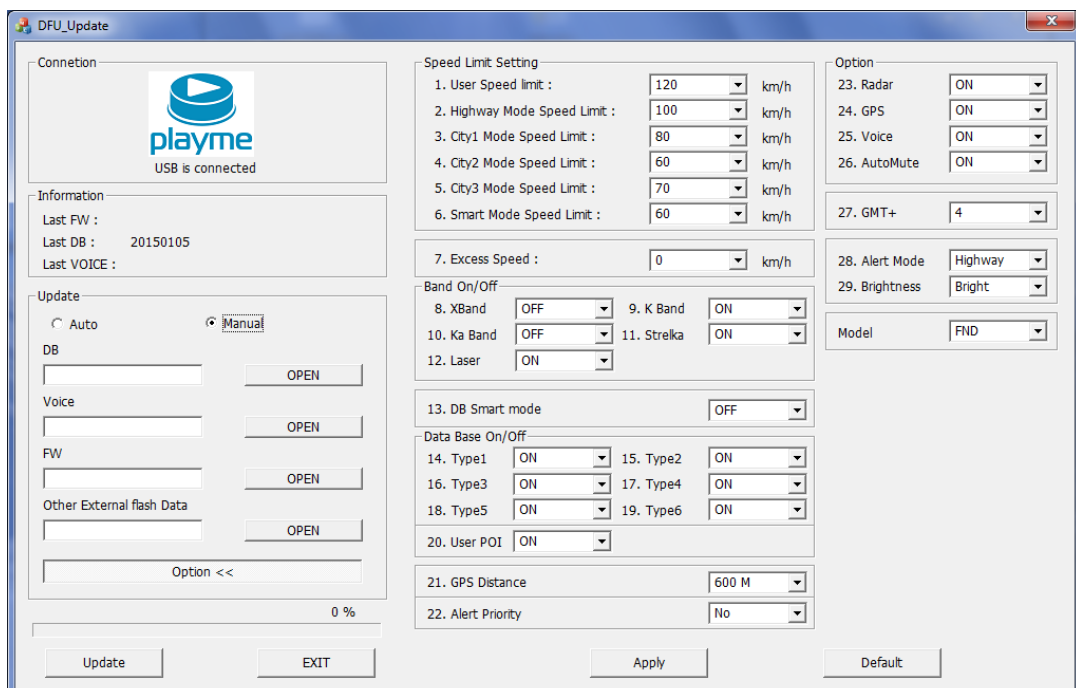 DFU_Update
Connetion
playme
USB is connected
Information
Last FW :
Last DB : 20150105
Last VOICE :
Update
Auto Manual
DB
OPEN
Voice
OPEN
FW
OPEN
Other External flash Data
OPEN
Option <<
0 %
Update EXIT
Speed Limit Setting
1. User Speed limit : 120 km/h
2. Highway Mode Speed Limit : 100 km/h
3. City1 Mode Speed Limit : 80 km/h
4. City2 Mode Speed Limit : 60 km/h
5. City3 Mode Speed Limit : 70 km/h
6. Smart Mode Speed Limit : 60 km/h
7. Excess Speed : 0 km/h
Band On/Off
8. XBand OFF 9. K Band ON
10. Ka Band OFF 11. Strelka ON
12. Laser ON
13. DB Smart mode OFF
Data Base On/Off
14. Type1 ON 15. Type2 ON
16. Type3 ON 17. Type4 ON
18. Type5 ON 19. Type6 ON
20. User POI ON
21. GPS Distance 600 M
22. Alert Priority No
Apply
Option
23. Radar ON
24. GPS ON
25. Voice ON
26. AutoMute ON
27. GMT+ 4
28. Alert Mode Highway
29. Brightness Bright
Model FND
Default